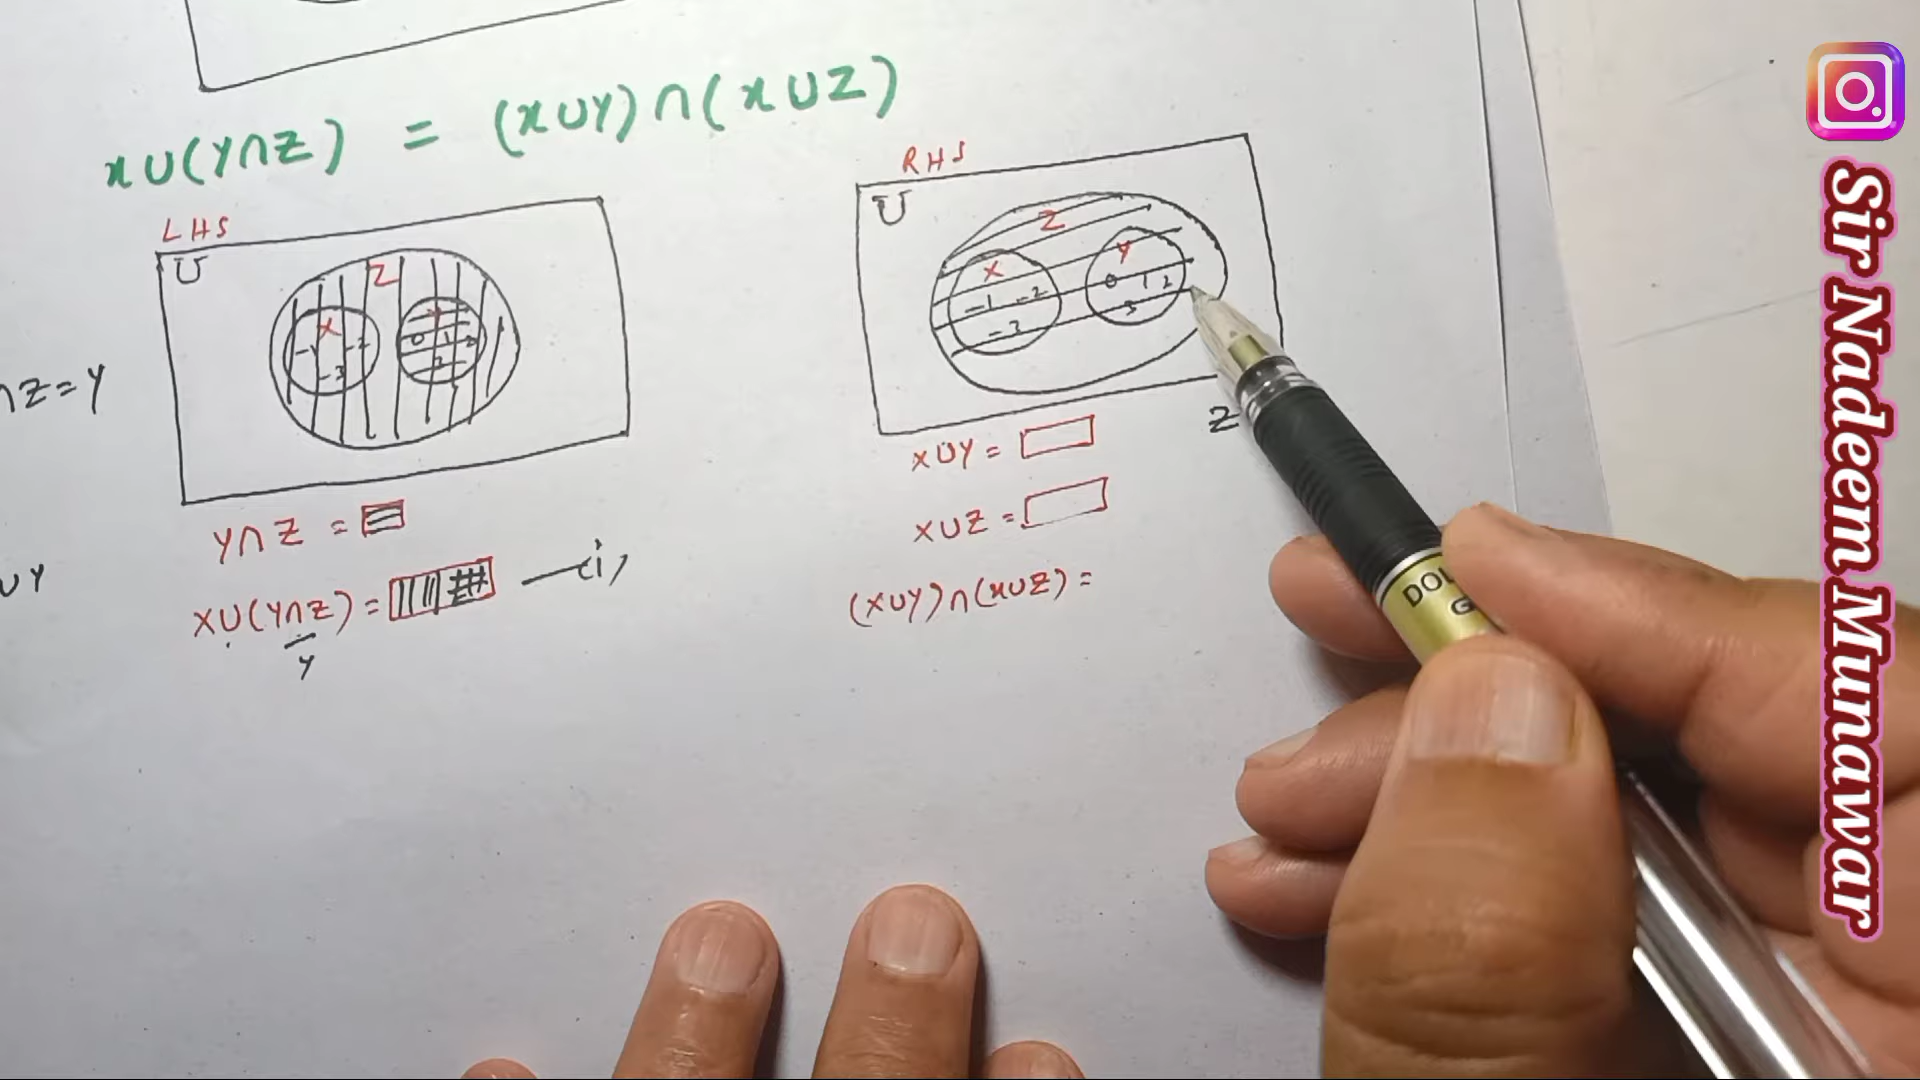 x∪(Y∩Z) = (x∪Y)∩(x∪Z)
LHS
U
Z
X
-1 -2
-3
0 1 2
3
Y∩Z =
X∪(Y∩Z) = —(i)
Y
∩Z=Y
∪Y
RHS
U
Z
X
-1 -2
-3
Y
0 1 2
3
Z
X∪Y =
X∪Z =
(X∪Y)∩(X∪Z) =
DOL
G
Sir Nadeem Munawar